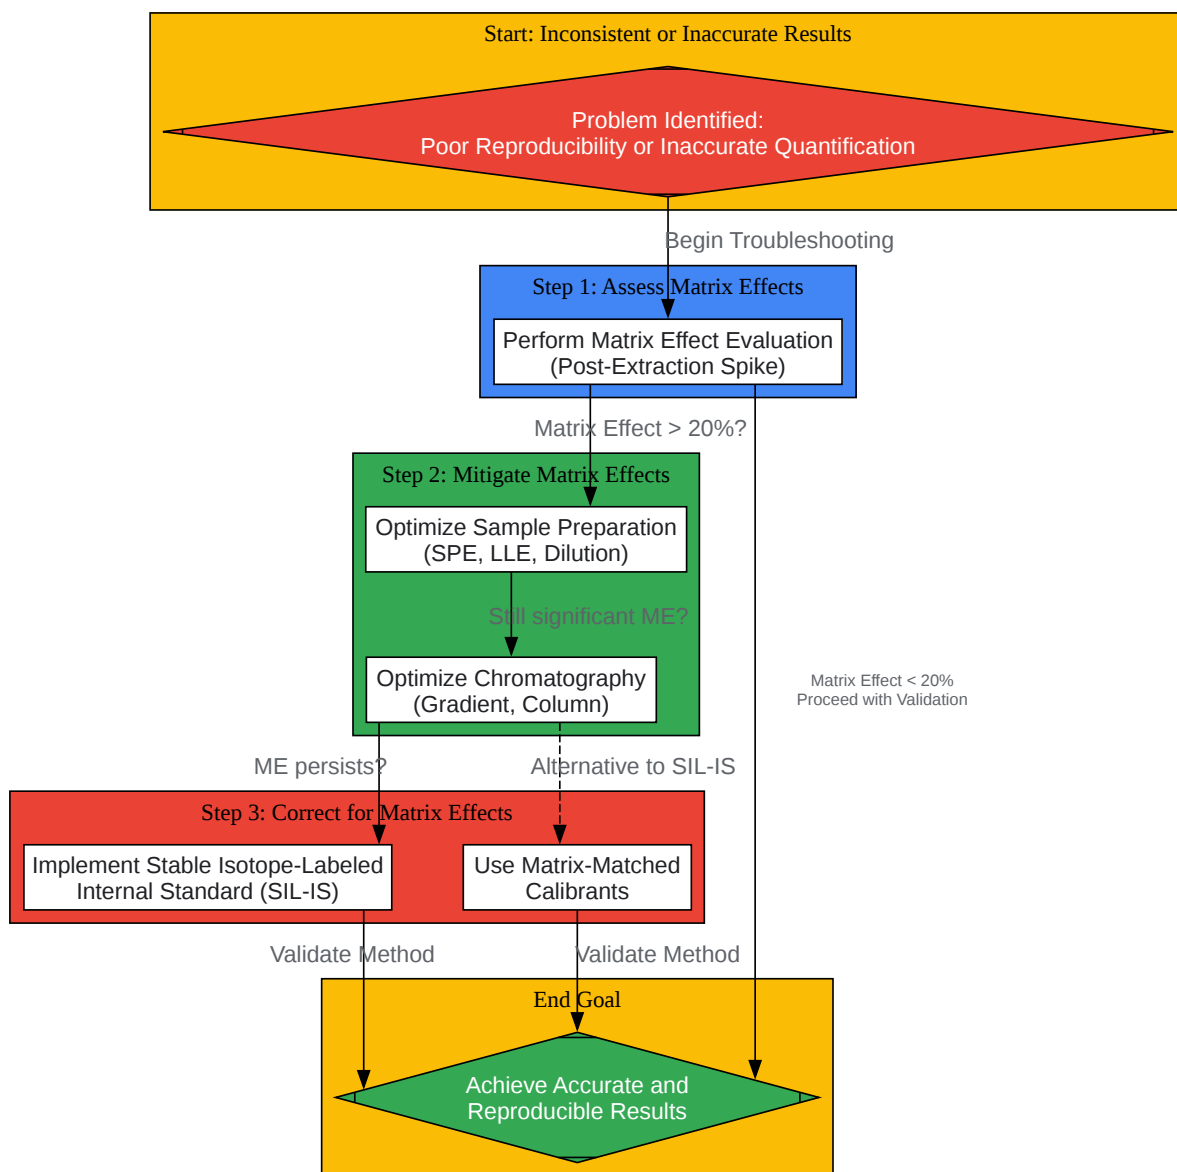 Start: Inconsistent or Inaccurate Results
Problem Identified:
Poor Reproducibility or Inaccurate Quantification
Begin Troubleshooting
Step 1: Assess Matrix Effects
Perform Matrix Effect Evaluation
(Post-Extraction Spike)
Matrix Effect > 20%?
Step 2: Mitigate Matrix Effects
Optimize Sample Preparation
(SPE, LLE, Dilution)
Still significant ME?
Optimize Chromatography
(Gradient, Column)
Matrix Effect < 20%
Proceed with Validation
ME persists?
Alternative to SIL-IS
Step 3: Correct for Matrix Effects
Implement Stable Isotope-Labeled
Internal Standard (SIL-IS)
Use Matrix-Matched
Calibrants
Validate Method
Validate Method
End Goal
Achieve Accurate and
Reproducible Results